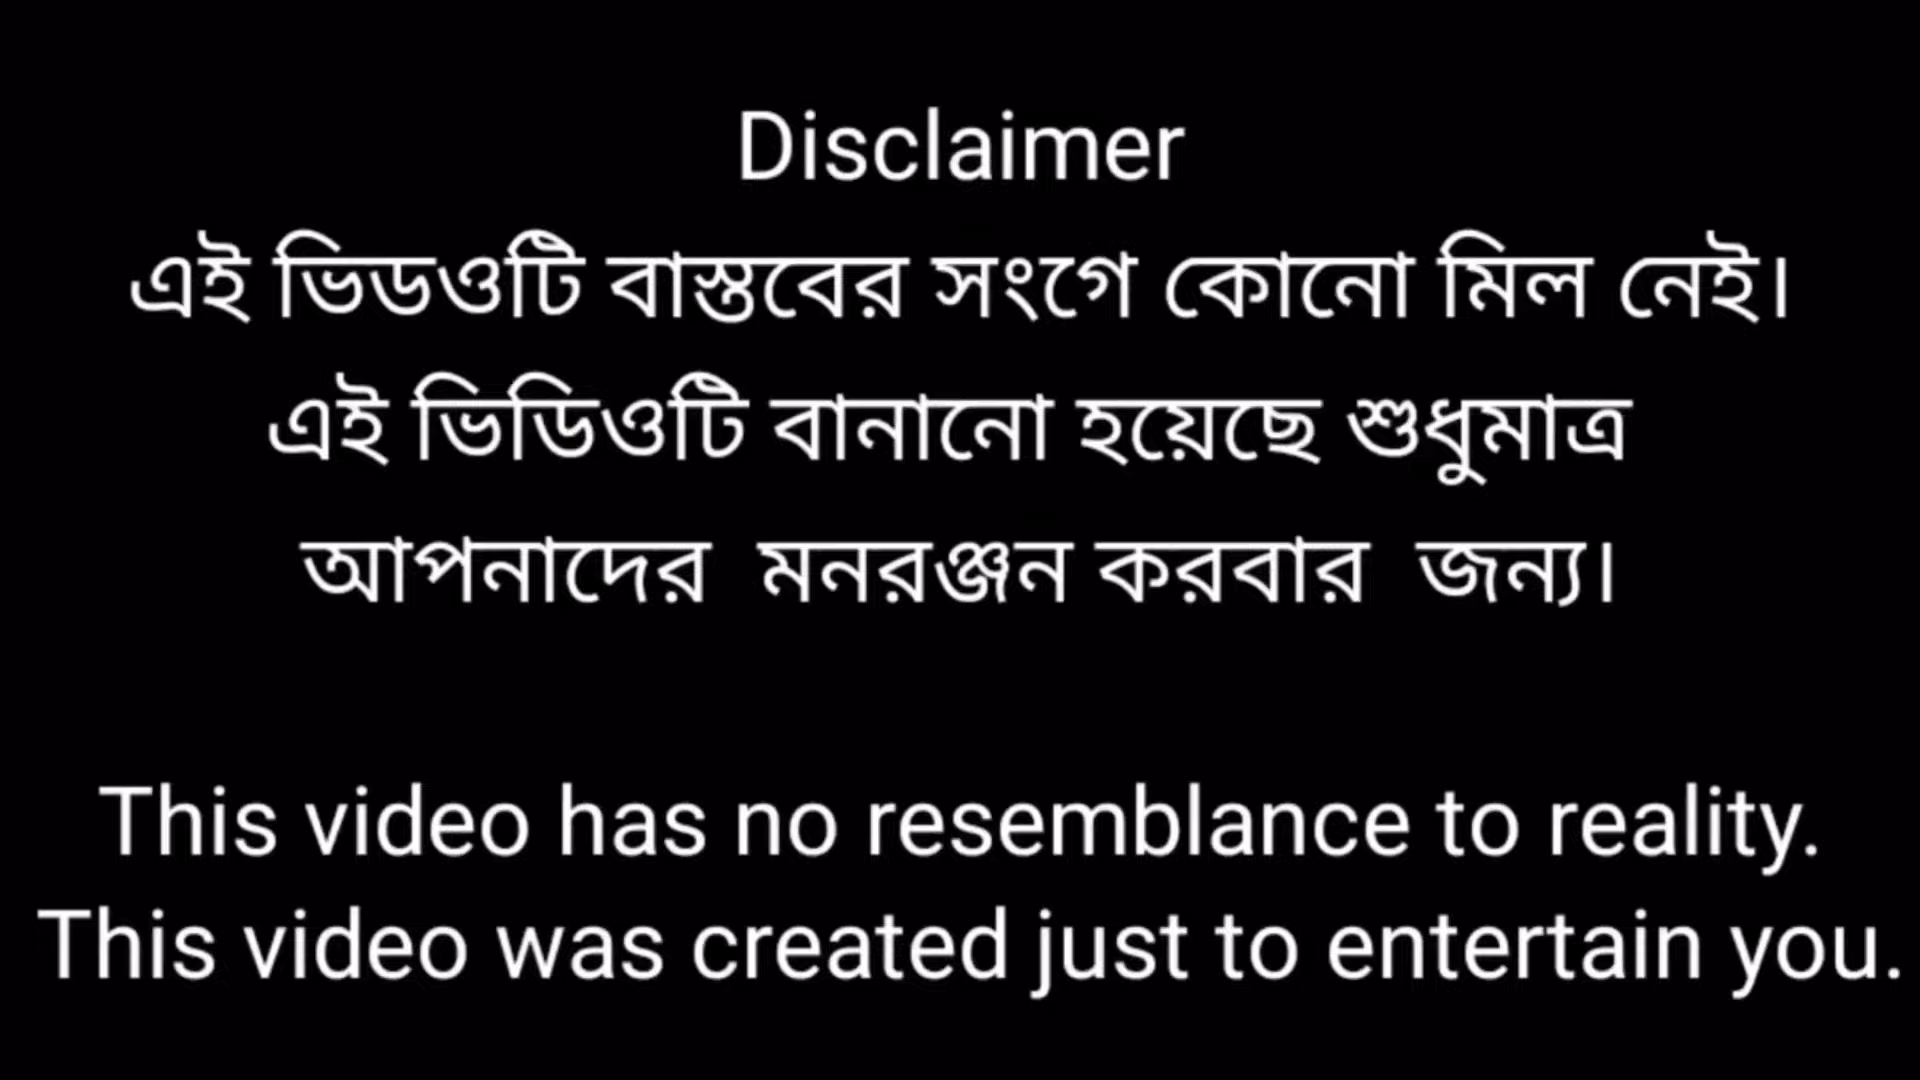 Disclaimer
এই ভিডওটি বাস্তবের সংগে কোনো মিল নেই।
এই ভিডিওটি বানানো হয়েছে শুধুমাত্র
আপনাদের মনরঞ্জন করবার জন্য।
This video has no resemblance to reality.
This video was created just to entertain you.